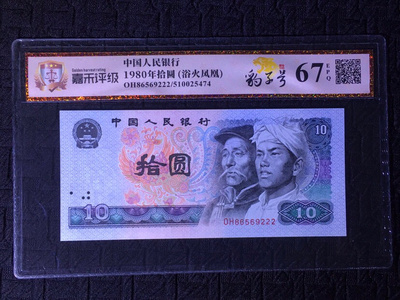 嘉禾评级
中国人民银行
1980年拾圆 (浴火凤凰)
OH86569222/510025474
豹子号
67 EPQ
中国人民银行
10
拾圆
10
OH86569222
10